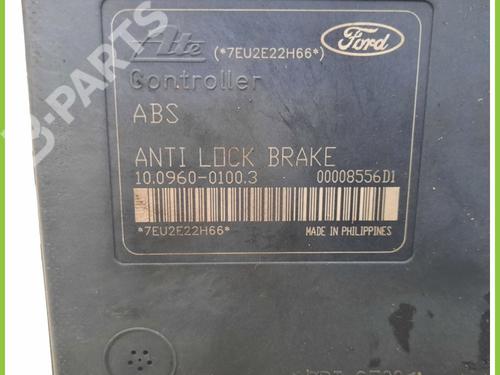 Ate (*7EU2E22H66*) Ford
Controller
ABS
ANTI LOCK BRAKE
10.0960-0100.3 00008556D1
*7EU2E22H66* MADE IN PHILIPPINES
B-PARTS